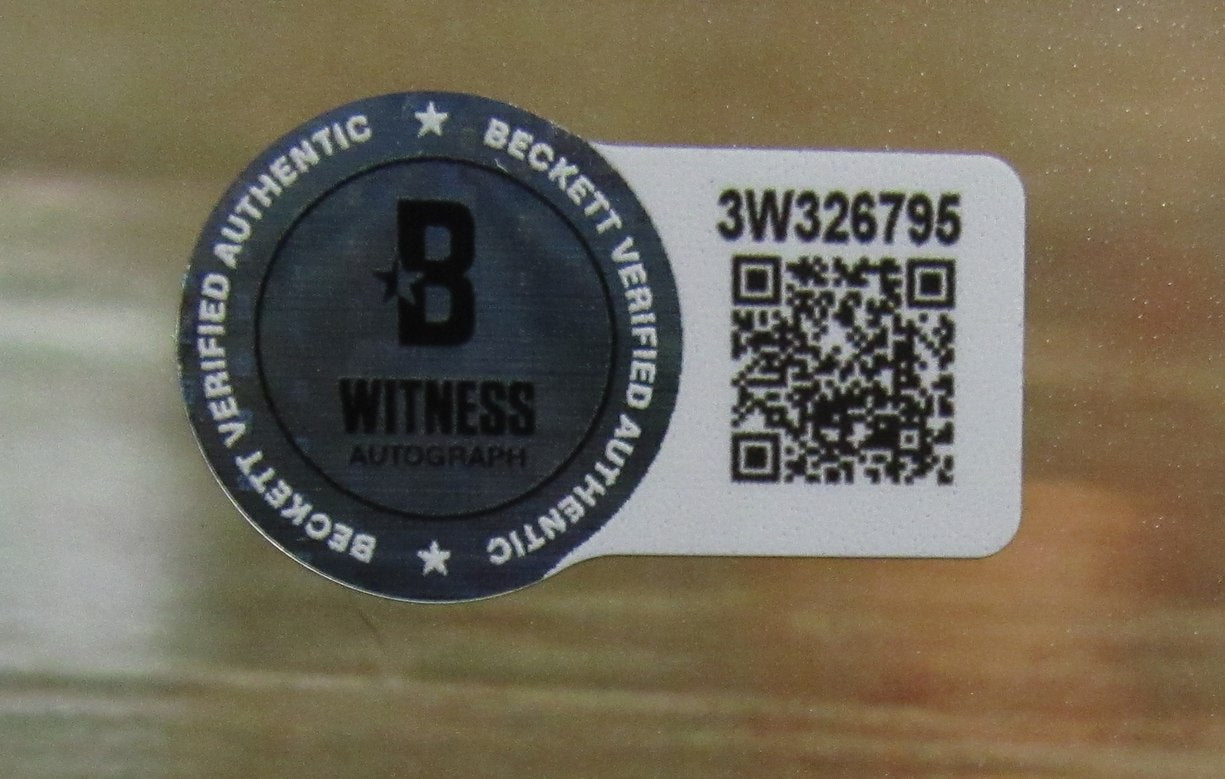 BECKETT VERIFIED AUTHENTIC
★
BECKETT VERIFIED AUTHENTIC
★
B
WITNESS
AUTOGRAPH
3W326795